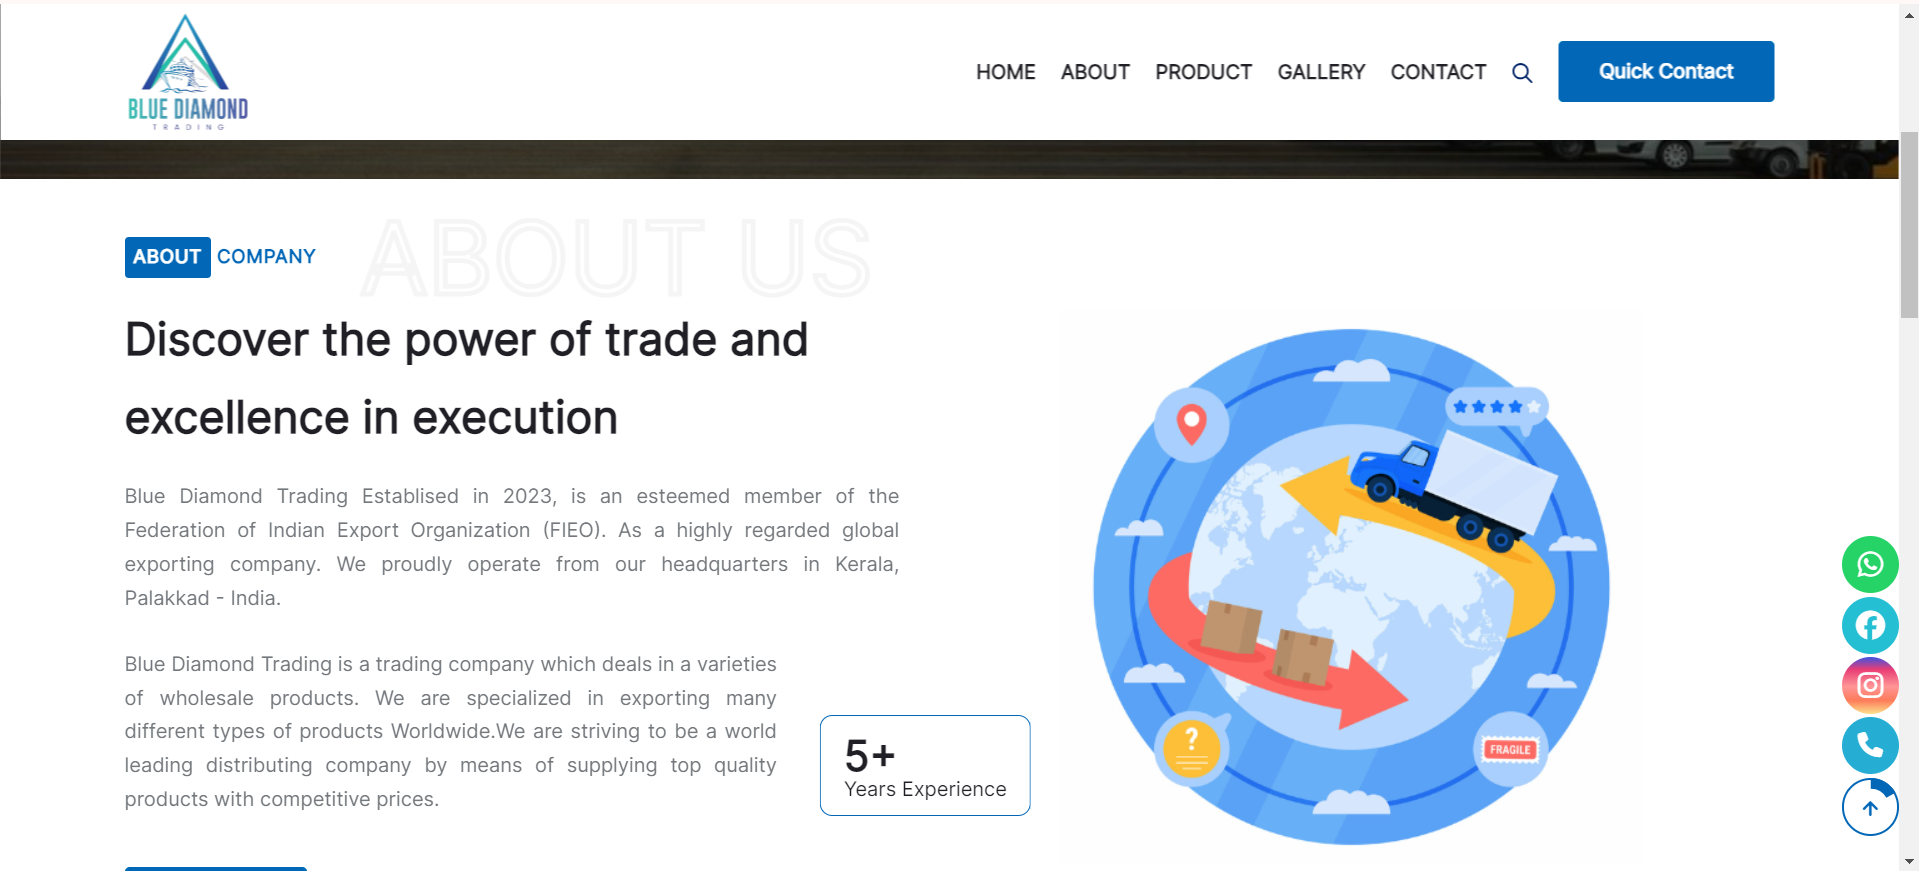 BLUE DIAMOND
TRADING
HOME ABOUT PRODUCT GALLERY CONTACT Quick Contact
ABOUT US
ABOUT COMPANY
Discover the power of trade and
excellence in execution
Blue Diamond Trading Establised in 2023, is an esteemed member of the
Federation of Indian Export Organization (FIEO). As a highly regarded global
exporting company. We proudly operate from our headquarters in Kerala,
Palakkad - India.
Blue Diamond Trading is a trading company which deals in a varieties
of wholesale products. We are specialized in exporting many
different types of products Worldwide.We are striving to be a world
leading distributing company by means of supplying top quality
products with competitive prices.
5+
Years Experience
?
FRAGILE